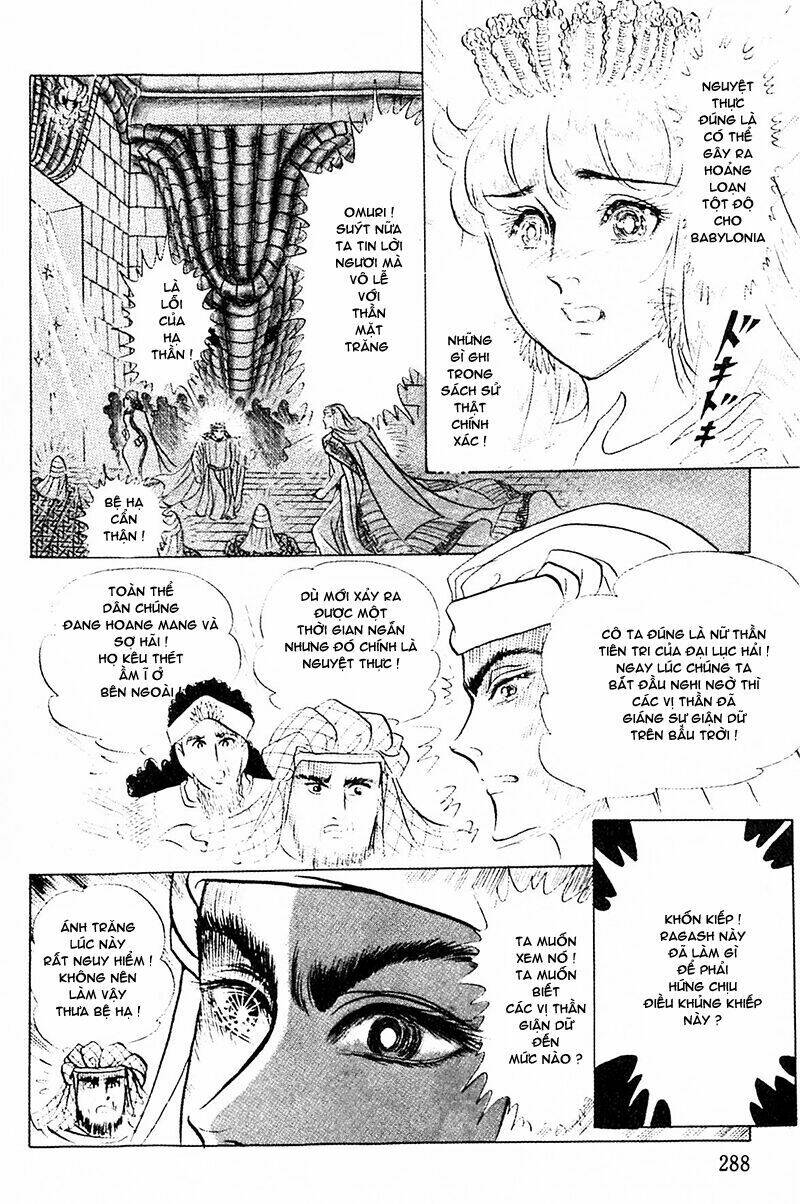 NGUYỆT
THỰC
ĐÚNG LÀ
CÓ THỂ
GÂY RA
HOẢNG
LOẠN
TỘT ĐỘ
CHO
BABYLONIA
NHỮNG
GÌ GHI
TRONG
SÁCH SỬ
THẬT
CHÍNH
XÁC !
ドキドキ
OMURI !
SUÝT NỮA
TA TIN LỜI
NGƯƠI MÀ
VÔ LỄ
VỚI
THẦN
MẶT
TRĂNG
LÀ
LỖI
CỦA
HẠ
THẦN !
BỆ HẠ
CẨN
THẬN !
TOÀN THỂ
DÂN CHÚNG
ĐANG HOANG MANG VÀ
SỢ HÃI !
HỌ KÊU THÉT
ẦM Ĩ Ở
BÊN NGOÀI !
DÙ MỚI XẢY RA
ĐƯỢC MỘT
THỜI GIAN NGẮN
NHƯNG ĐÓ CHÍNH LÀ
NGUYỆT THỰC !
CÔ TA ĐÚNG LÀ NỮ THẦN
TIÊN TRI CỦA ĐẠI LỤC HẢI !
NGAY LÚC CHÚNG TA
BẮT ĐẦU NGHI NGỜ THÌ
CÁC VỊ THẦN ĐÃ
GIÁNG SỰ GIẬN DỮ
TRÊN BẦU TRỜI !
KHỐN KIẾP !
RAGASH NÀY
ĐÃ LÀM GÌ
ĐỂ PHẢI
HỨNG CHỊU
ĐIỀU KHỦNG KHIẾP
NÀY ?
TA MUỐN
XEM NÓ !
TA MUỐN
BIẾT
CÁC VỊ THẦN
GIẬN DỮ
ĐẾN
MỨC NÀO ?
ÁNH TRĂNG
LÚC NÀY
RẤT NGUY HIỂM !
KHÔNG NÊN
LÀM VẬY
THƯA BỆ HẠ !
288